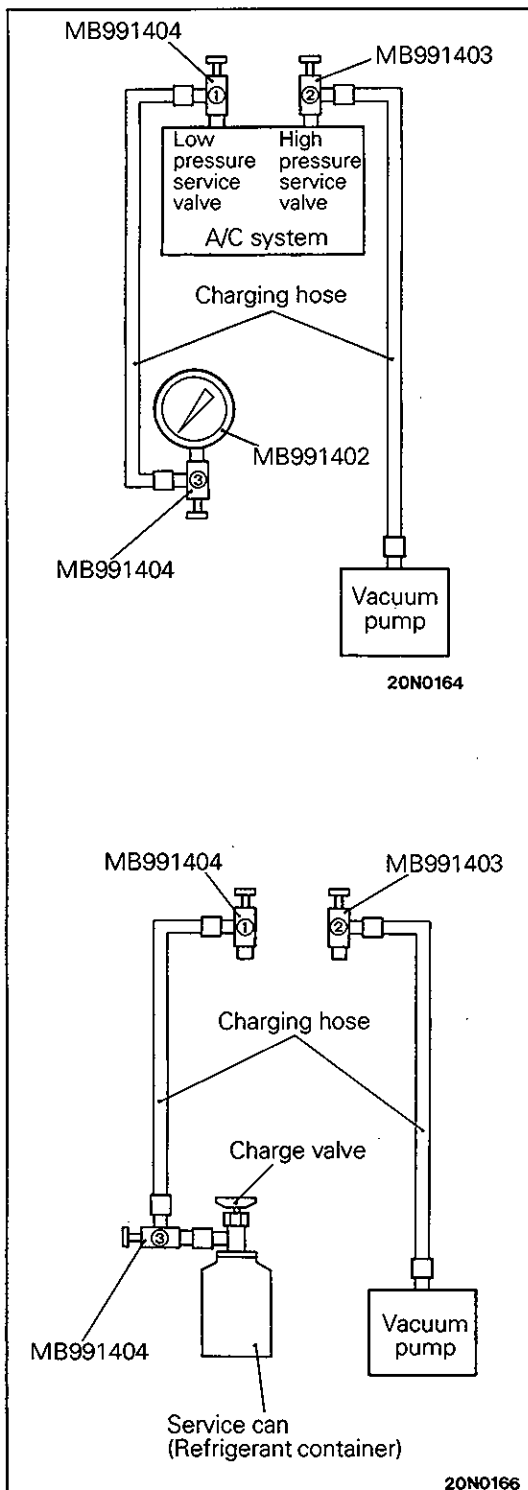 MB991404
MB991403
①
②
Low
pressure
service
valve
High
pressure
service
valve
A/C system
Charging hose
MB991402
③
MB991404
Vacuum
pump
20N0164
MB991404
MB991403
①
②
Charging hose
Charge valve
③
MB991404
Vacuum
pump
Service can
(Refrigerant container)
20N0166